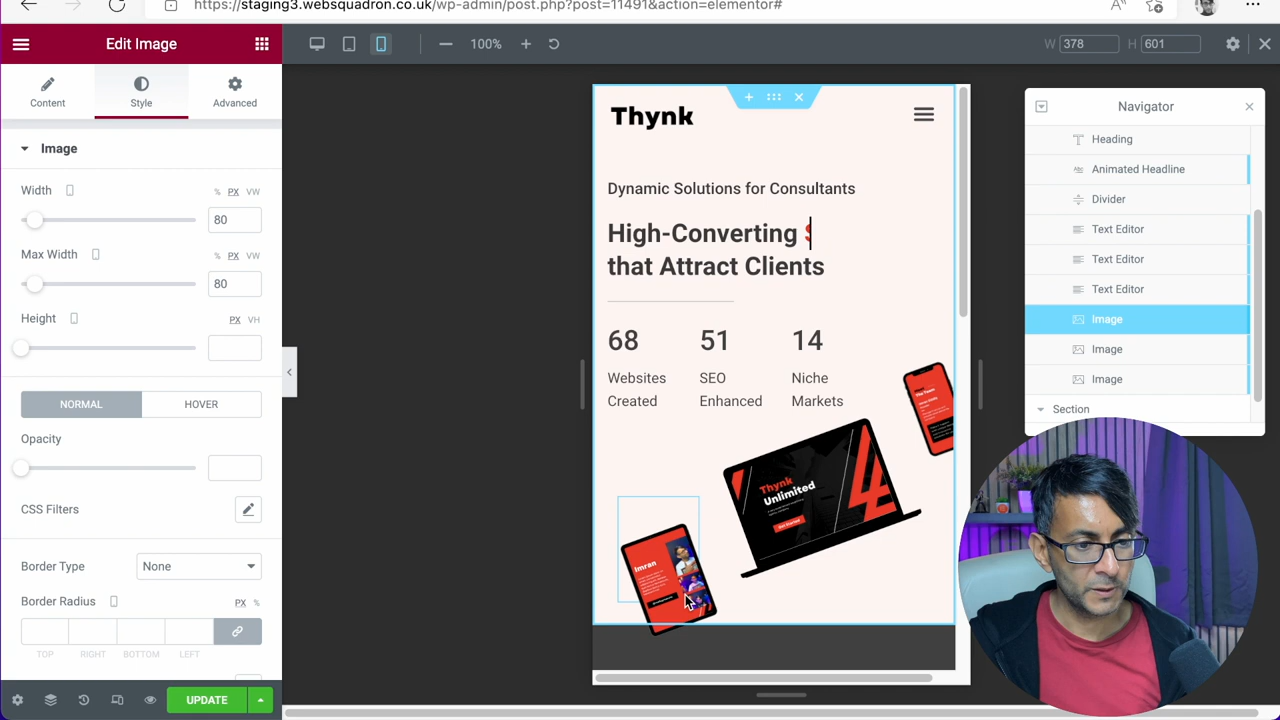 https://staging3.websquadron.co.uk/wp-admin/post.php?post=11491&action=elementor#
Edit Image
100%
W 378 H 601
Content
Style
Advanced
Image
Width
% PX VW
80
Max Width
% PX VW
80
Height
PX VH
NORMAL
HOVER
Opacity
CSS Filters
Border Type
None
Border Radius
PX %
TOP RIGHT BOTTOM LEFT
UPDATE
Thynk
Dynamic Solutions for Consultants
High-Converting
that Attract Clients
68 51 14
Websites Created
SEO Enhanced
Niche Markets
Thynk
Unlimited
Imran
Navigator
Heading
Animated Headline
Divider
Text Editor
Text Editor
Text Editor
Image
Image
Image
Section